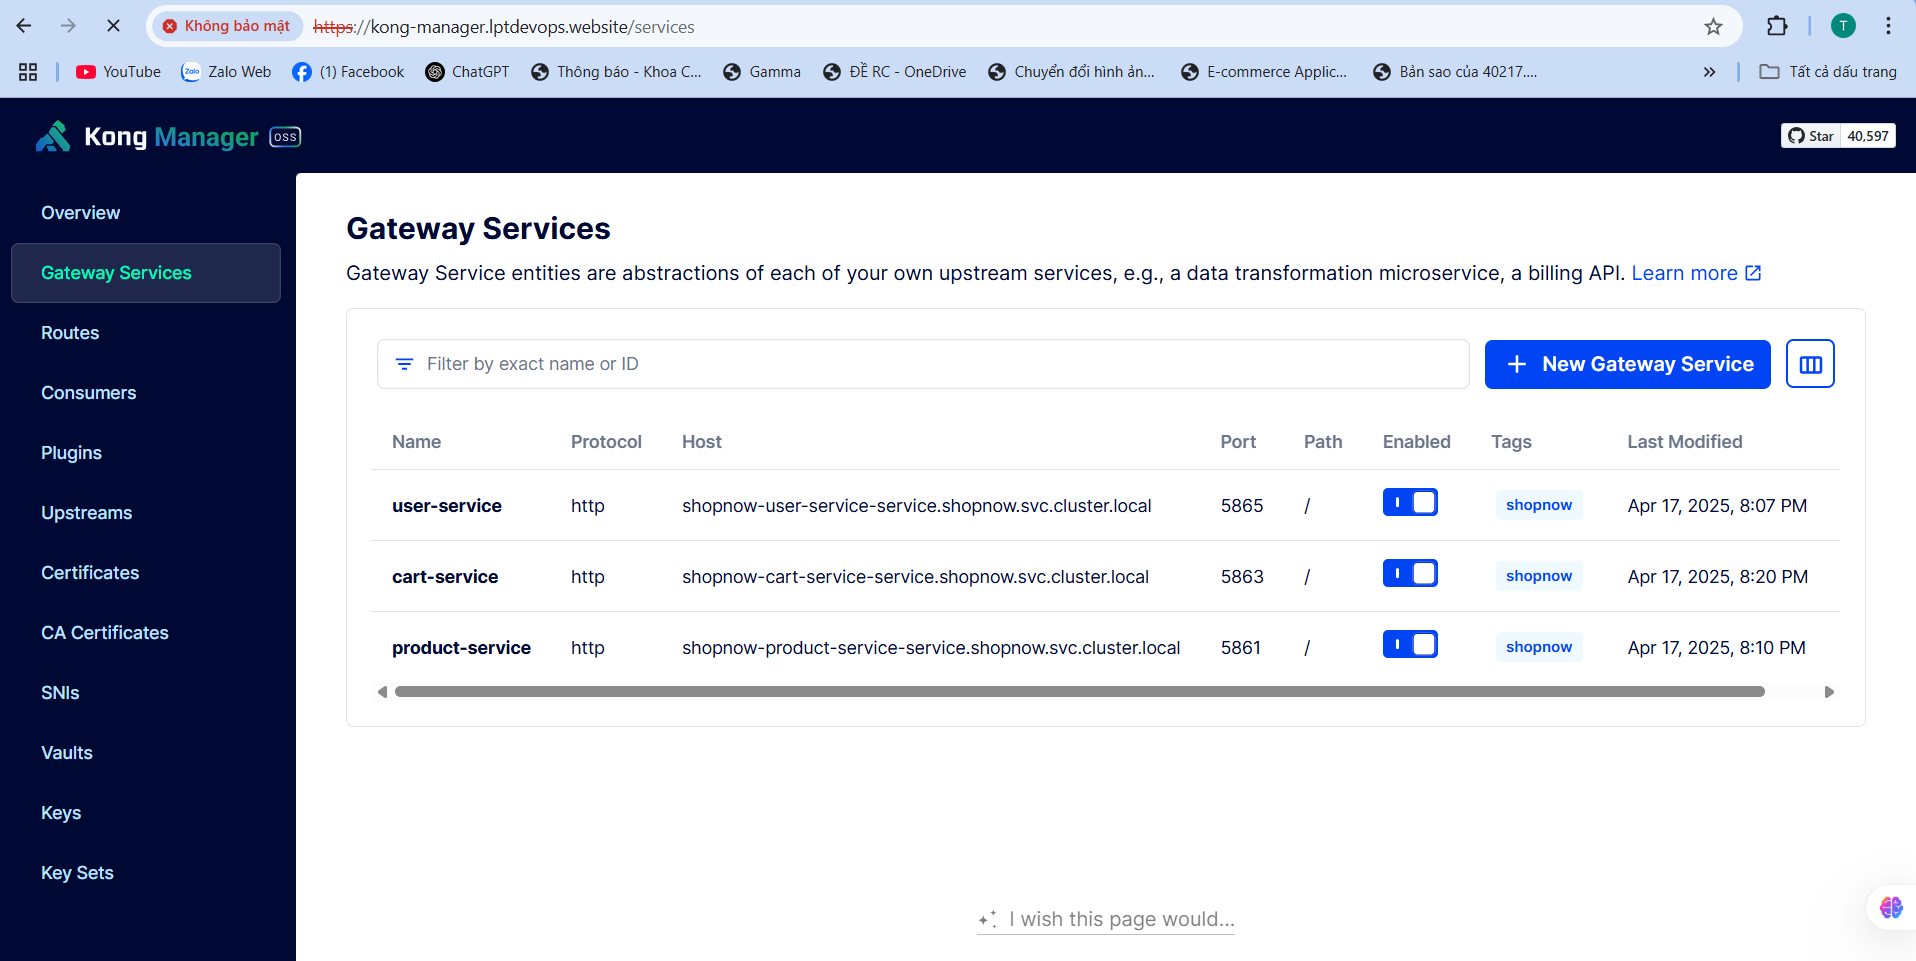 Không bảo mật https://kong-manager.lptdevops.website/services T
YouTube Zalo Web (1) Facebook ChatGPT Thông báo - Khoa C... Gamma ĐỀ RC - OneDrive Chuyển đổi hình ản... E-commerce Applic... Bản sao của 40217.... » Tất cả dấu trang
Kong Manager OSS Star 40,597
Overview
Gateway Services
Routes
Consumers
Plugins
Upstreams
Certificates
CA Certificates
SNIs
Vaults
Keys
Key Sets
Gateway Services
Gateway Service entities are abstractions of each of your own upstream services, e.g., a data transformation microservice, a billing API. Learn more
Filter by exact name or ID + New Gateway Service
Name Protocol Host Port Path Enabled Tags Last Modified
user-service http shopnow-user-service-service.shopnow.svc.cluster.local 5865 / shopnow Apr 17, 2025, 8:07 PM
cart-service http shopnow-cart-service-service.shopnow.svc.cluster.local 5863 / shopnow Apr 17, 2025, 8:20 PM
product-service http shopnow-product-service-service.shopnow.svc.cluster.local 5861 / shopnow Apr 17, 2025, 8:10 PM
I wish this page would...